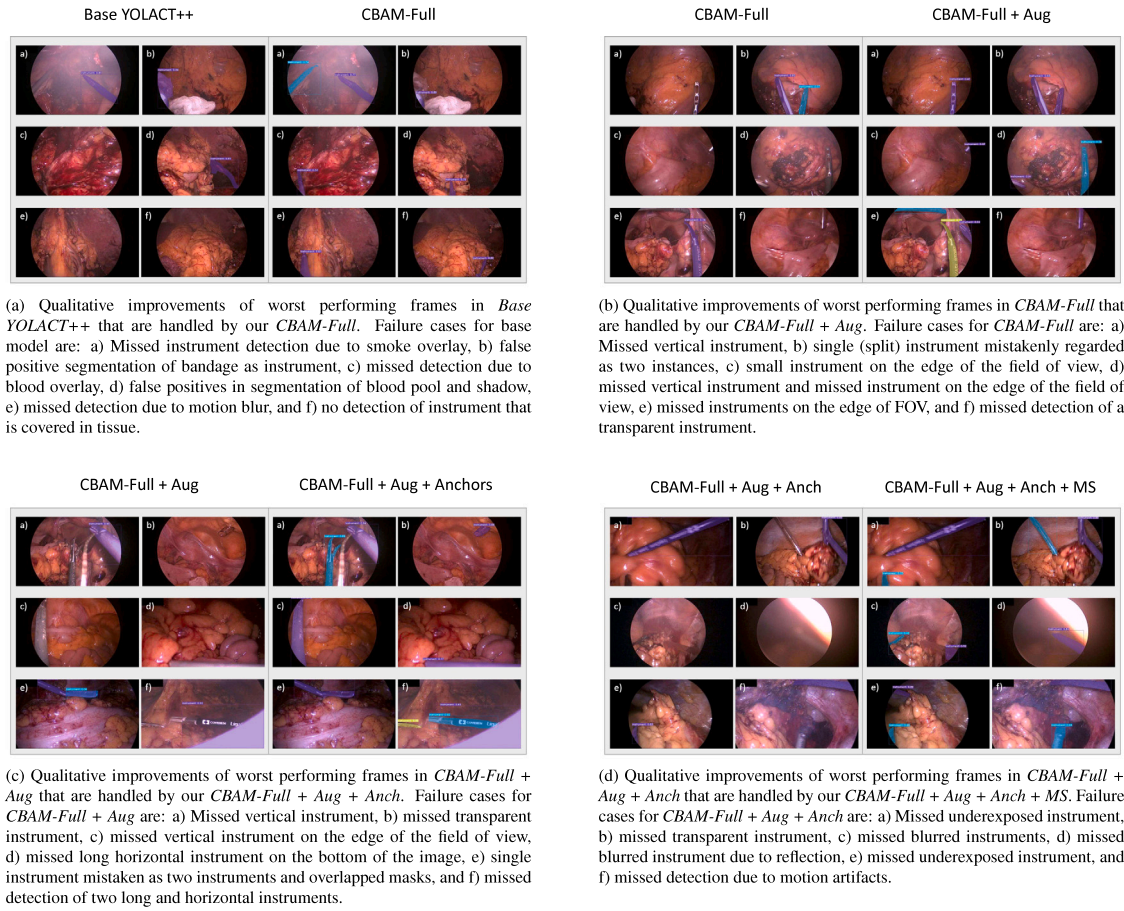 Base YOLACT++
CBAM-Full
a)
b)
a)
b)
c)
d)
c)
d)
e)
f)
e)
f)
(a) Qualitative improvements of worst performing frames in Base
YOLACT++ that are handled by our CBAM-Full. Failure cases for base
model are: a) Missed instrument detection due to smoke overlay, b) false
positive segmentation of bandage as instrument, c) missed detection due to
blood overlay, d) false positives in segmentation of blood pool and shadow,
e) missed detection due to motion blur, and f) no detection of instrument that
is covered in tissue.
CBAM-Full
CBAM-Full + Aug
a)
b)
a)
b)
c)
d)
c)
d)
e)
f)
e)
f)
(b) Qualitative improvements of worst performing frames in CBAM-Full that
are handled by our CBAM-Full + Aug. Failure cases for CBAM-Full are: a)
Missed vertical instrument, b) single (split) instrument mistakenly regarded
as two instances, c) small instrument on the edge of the field of view, d)
missed vertical instrument and missed instrument on the edge of the field of
view, e) missed instruments on the edge of FOV, and f) missed detection of a
transparent instrument.
CBAM-Full + Aug
CBAM-Full + Aug + Anchors
a)
b)
a)
b)
c)
d)
c)
d)
e)
f)
e)
f)
(c) Qualitative improvements of worst performing frames in CBAM-Full +
Aug that are handled by our CBAM-Full + Aug + Anch. Failure cases for
CBAM-Full + Aug are: a) Missed vertical instrument, b) missed transparent
instrument, c) missed vertical instrument on the edge of the field of view,
d) missed long horizontal instrument on the bottom of the image, e) single
instrument mistaken as two instruments and overlapped masks, and f) missed
detection of two long and horizontal instruments.
CBAM-Full + Aug + Anch
CBAM-Full + Aug + Anch + MS
a)
b)
a)
b)
c)
d)
c)
d)
e)
f)
e)
f)
(d) Qualitative improvements of worst performing frames in CBAM-Full +
Aug + Anch that are handled by our CBAM-Full + Aug + Anch + MS. Failure
cases for CBAM-Full + Aug + Anch are: a) Missed underexposed instrument,
b) missed transparent instrument, c) missed blurred instruments, d) missed
blurred instrument due to reflection, e) missed underexposed instrument, and
f) missed detection due to motion artifacts.